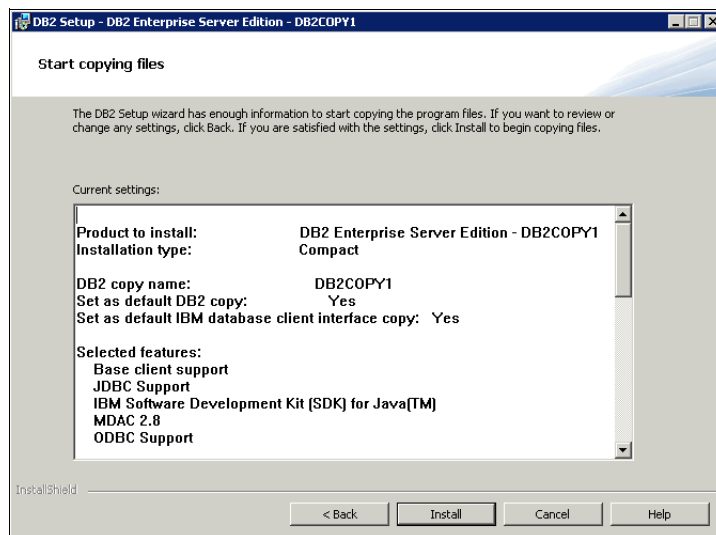 DB2 Setup - DB2 Enterprise Server Edition - DB2COPY1
Start copying files
The DB2 Setup wizard has enough information to start copying the program files. If you want to review or
change any settings, click Back. If you are satisfied with the settings, click Install to begin copying files.
Current settings:
Product to install: DB2 Enterprise Server Edition - DB2COPY1
Installation type: Compact
DB2 copy name: DB2COPY1
Set as default DB2 copy: Yes
Set as default IBM database client interface copy: Yes
Selected features:
Base client support
JDBC Support
IBM Software Development Kit (SDK) for Java(TM)
MDAC 2.8
ODBC Support
InstallShield
< Back Install Cancel Help